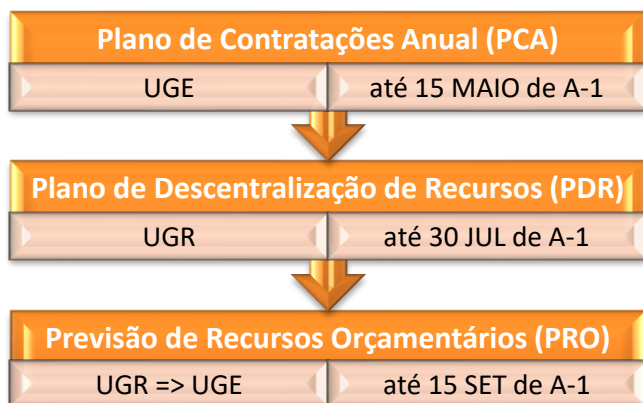 Plano de Contratações Anual (PCA)
UGE
até 15 MAIO de A-1
Plano de Descentralização de Recursos (PDR)
UGR
até 30 JUL de A-1
Previsão de Recursos Orçamentários (PRO)
UGR => UGE
até 15 SET de A-1